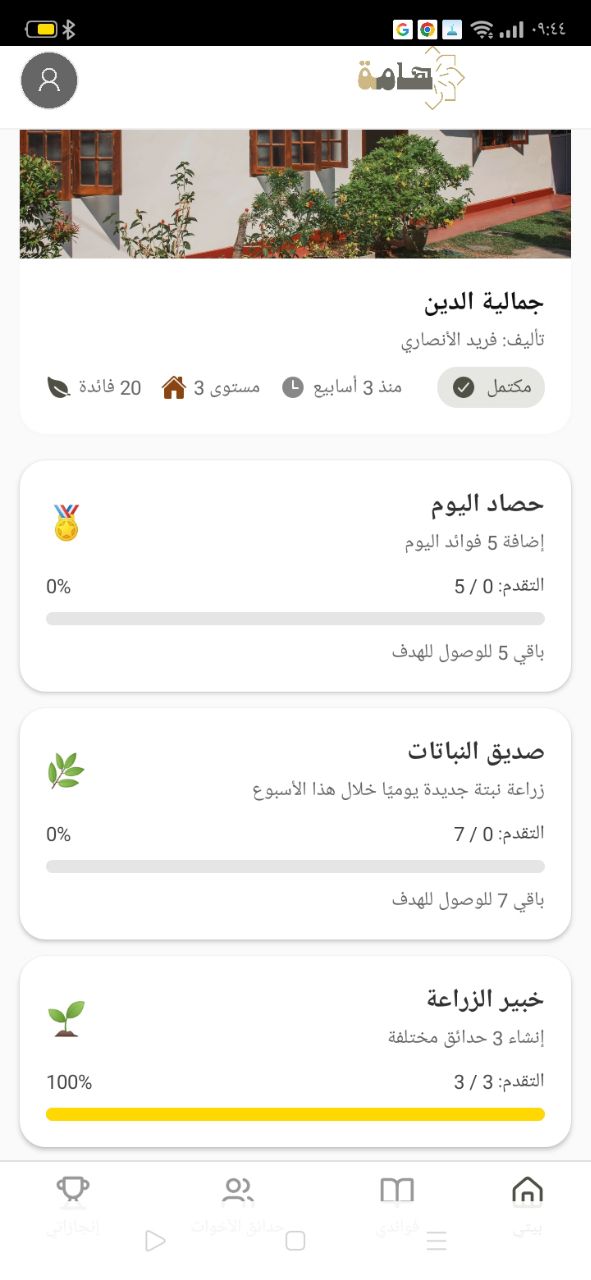 ٠٩:٤٤
هامة
جمالية الدين
تأليف: فريد الأنصاري
مكتمل منذ 3 أسابيع مستوى 3 20 فائدة
حصاد اليوم
إضافة 5 فوائد اليوم
التقدم: 0 / 5 0%
باقي 5 للوصول للهدف
صديق النباتات
زراعة نبتة جديدة يوميًا خلال هذا الأسبوع
التقدم: 0 / 7 0%
باقي 7 للوصول للهدف
خبير الزراعة
إنشاء 3 حدائق مختلفة
التقدم: 3 / 3 100%
بيتي فوائدي حدائق الأخوات إنجازاتي